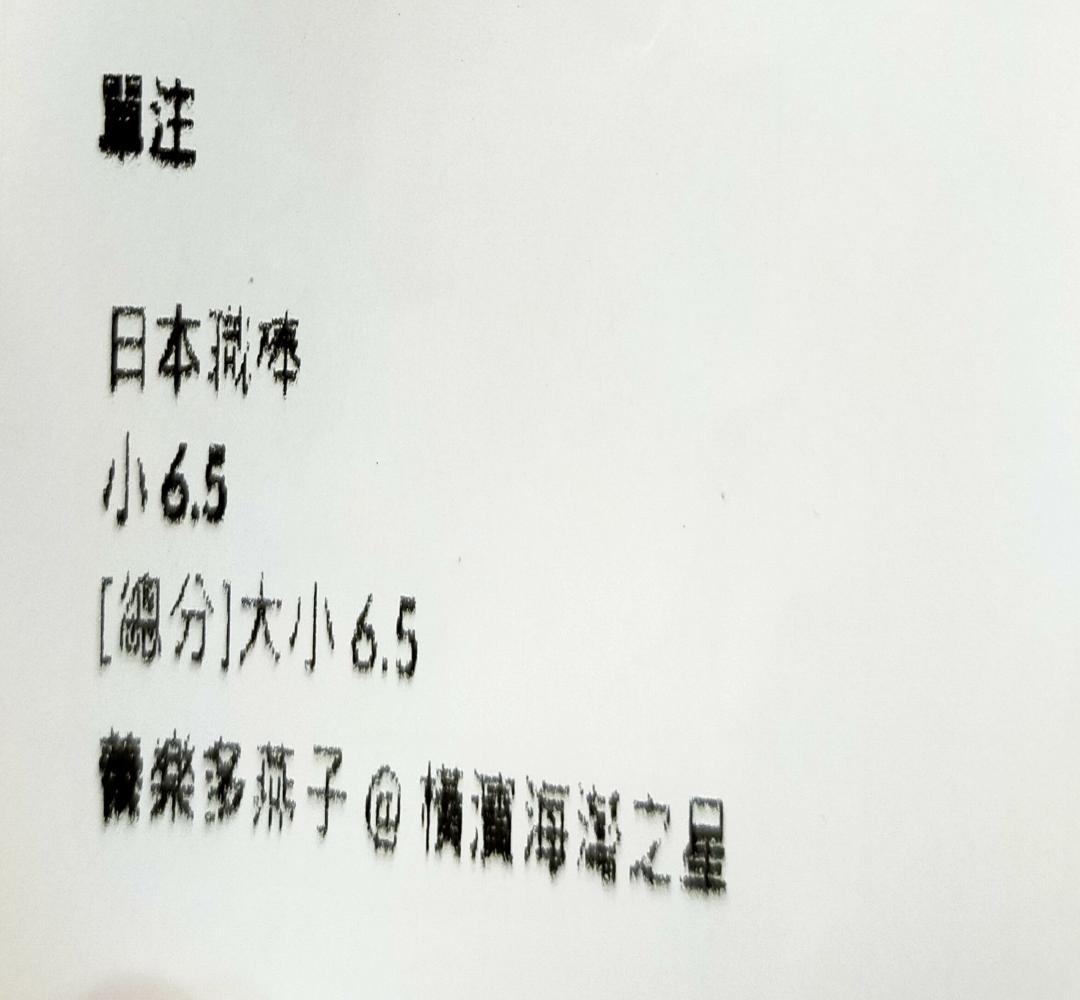 單注
日本職棒
小 6.5
[總分]大小 6.5
養樂多燕子 @ 橫濱海灣之星